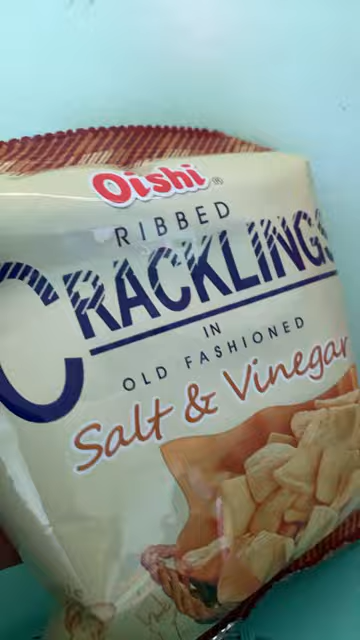 Oishi®
RIBBED
CRACKLINGS
IN
OLD FASHIONED
Salt & Vinegar